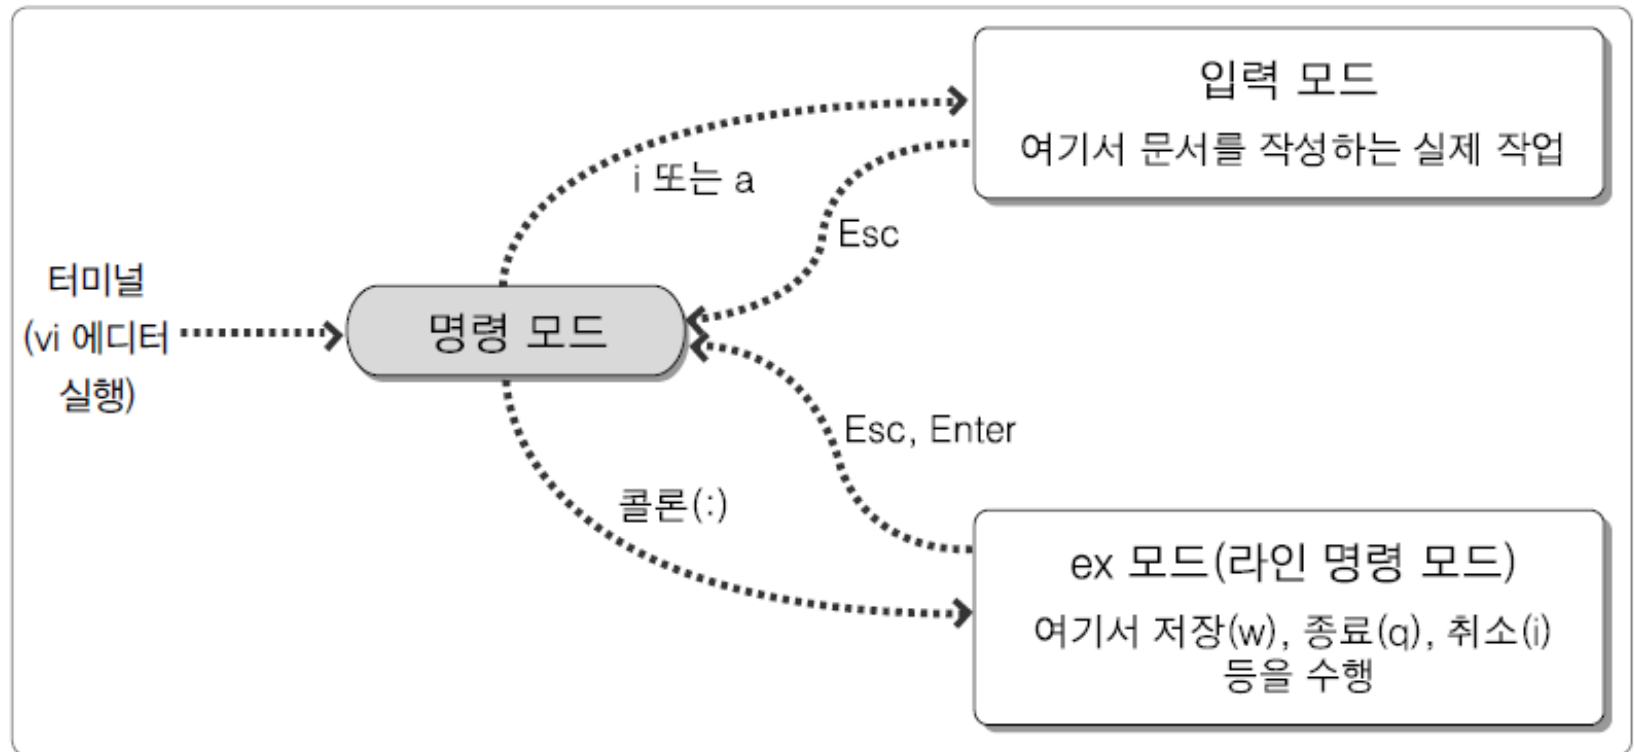 입력 모드
여기서 문서를 작성하는 실제 작업
i 또는 a
Esc
터미널
(vi 에디터
실행)
명령 모드
Esc, Enter
콜론(:)
ex 모드(라인 명령 모드)
여기서 저장(w), 종료(q), 취소(i)
등을 수행